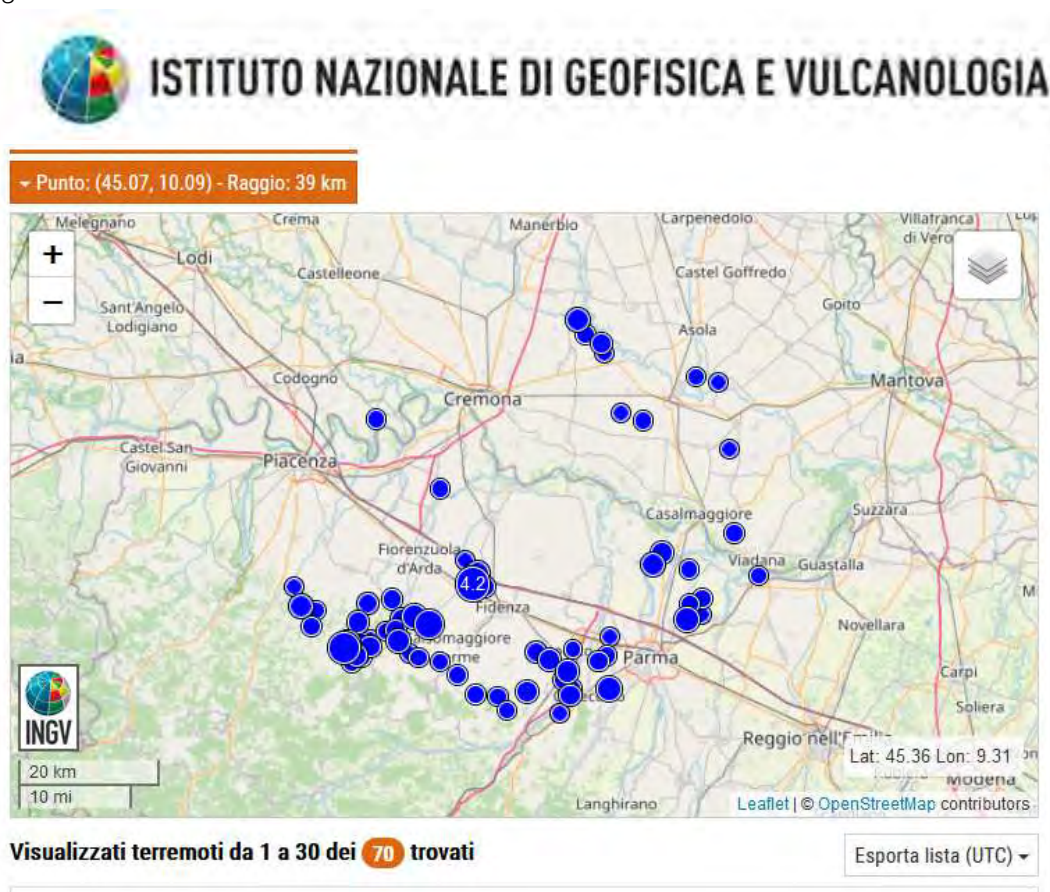 ISTITUTO NAZIONALE DI GEOFISICA E VULCANOLOGIA
Punto: (45.07, 10.09) - Raggio: 39 km
Melegnano
Crema
Manerbio
Carpenedolo
Villafranca
di Vero
+
−
Lodi
Castelleone
Castel Goffredo
Sant'Angelo
Lodigiano
Goito
Asola
Codogno
Cremona
Mantova
Castel San
Giovanni
Piacenza
Casalmaggiore
Suzzara
Fiorenzuola
d'Arda
Viadana
Guastalla
4.2
Fidenza
Novellara
Parma
Carpi
Soliera
INGV
Reggio nell'Emilia
Lat: 45.36 Lon: 9.31
20 km
10 mi
Modena
Langhirano
Leaflet | © OpenStreetMap contributors
Visualizzati terremoti da 1 a 30 dei 70 trovati
Esporta lista (UTC)